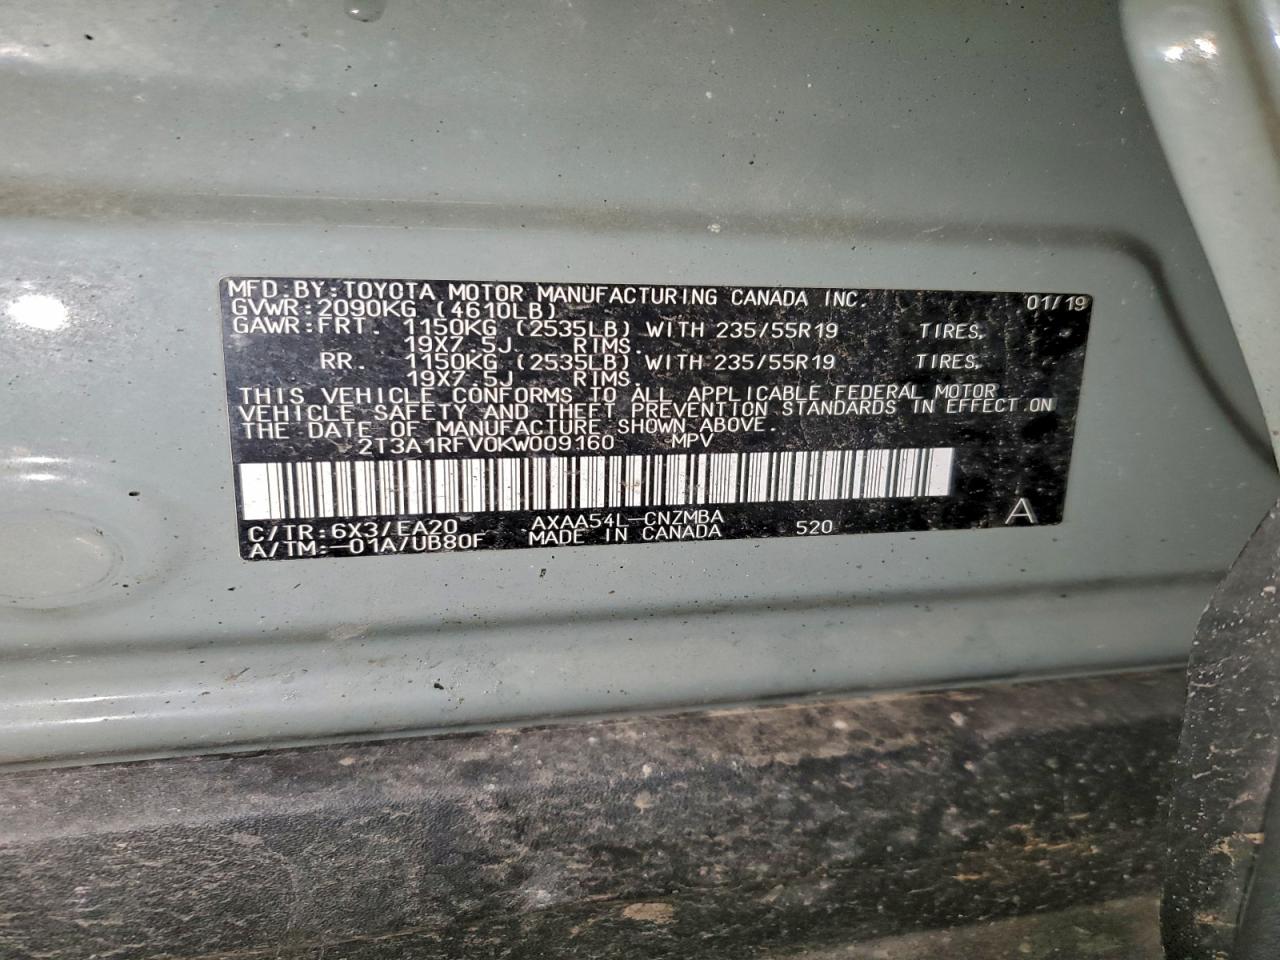 MFD.BY:TOYOTA MOTOR MANUFACTURING CANADA INC. 01/19
GVWR:2090KG (4610LB)
GAWR:FRT. 1150KG (2535LB) WITH 235/55R19 TIRES,
19X7.5J RIMS.
RR. 1150KG (2535LB) WITH 235/55R19 TIRES,
19X7.5J RIMS.
THIS VEHICLE CONFORMS TO ALL APPLICABLE FEDERAL MOTOR
VEHICLE SAFETY AND THEFT PREVENTION STANDARDS IN EFFECT ON
THE DATE OF MANUFACTURE SHOWN ABOVE.
2T3A1RFV0KW009160 MPV
C/TR:6X3/EA20 AXAA54L-CNZMBA 520 A
A/TM:-01A/UB80F MADE IN CANADA